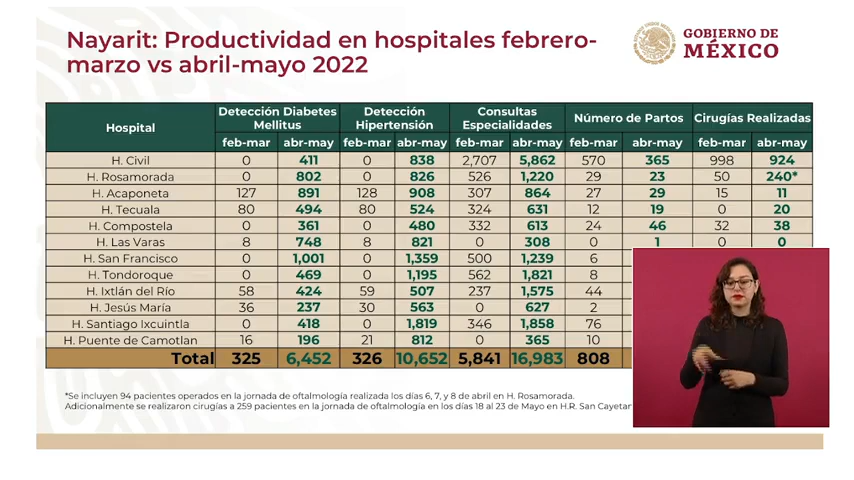 Nayarit: Productividad en hospitales febrero-
marzo vs abril-mayo 2022
GOBIERNO DE
MÉXICO
Hospital Detección Diabetes Mellitus Detección Hipertensión Consultas Especialidades Número de Partos Cirugías Realizadas
feb-mar abr-may feb-mar abr-may feb-mar abr-may feb-mar abr-may feb-mar abr-may
H. Civil 0 411 0 838 2,707 5,862 570 365 998 924
H. Rosamorada 0 802 0 826 526 1,220 29 23 50 240*
H. Acaponeta 127 891 128 908 307 864 27 29 15 11
H. Tecuala 80 494 80 524 324 631 12 19 0 20
H. Compostela 0 361 0 480 332 613 24 46 32 38
H. Las Varas 8 748 8 821 0 308 0 1 0 0
H. San Francisco 0 1,001 0 1,359 500 1,239 6
H. Tondoroque 0 469 0 1,195 562 1,821 8
H. Ixtlán del Río 58 424 59 507 237 1,575 44
H. Jesús María 36 237 30 563 0 627 2
H. Santiago Ixcuintla 0 418 0 1,819 346 1,858 76
H. Puente de Camotlan 16 196 21 812 0 365 10
Total 325 6,452 326 10,652 5,841 16,983 808
*Se incluyen 94 pacientes operados en la jornada de oftalmología realizada los días 6, 7, y 8 de abril en H. Rosamorada.
Adicionalmente se realizaron cirugías a 259 pacientes en la jornada de oftalmología en los días 18 al 23 de Mayo en H.R. San Cayetan